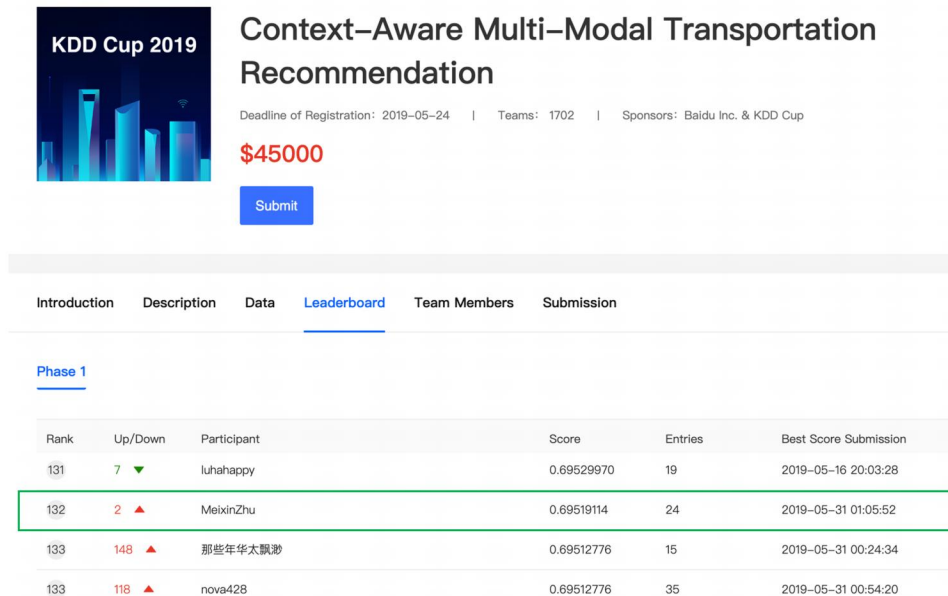 KDD Cup 2019
Context-Aware Multi-Modal Transportation
Recommendation
Deadline of Registration: 2019-05-24 | Teams: 1702 | Sponsors: Baidu Inc. & KDD Cup
$45000
Submit
Introduction Description Data Leaderboard Team Members Submission
Phase 1
Rank Up/Down Participant Score Entries Best Score Submission
131 7 ▼ luhahappy 0.69529970 19 2019-05-16 20:03:28
132 2 ▲ MeixinZhu 0.69519114 24 2019-05-31 01:05:52
133 148 ▲ 那些年华太飘渺 0.69512776 15 2019-05-31 00:24:34
133 118 ▲ nova428 0.69512776 35 2019-05-31 00:54:20